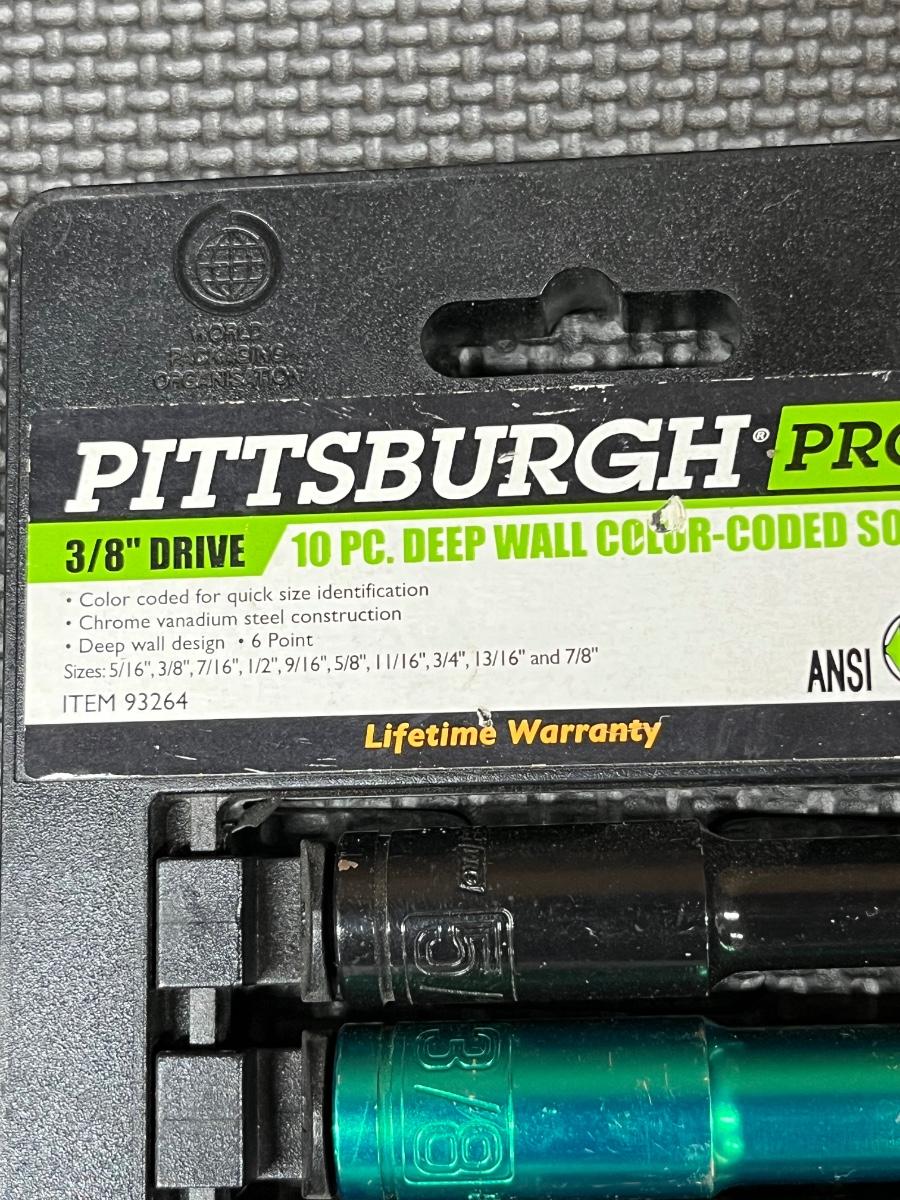 WORLD
PACKAGING
ORGANISATION
PITTSBURGH® PRO
3/8" DRIVE 10 PC. DEEP WALL COLOR-CODED SO
• Color coded for quick size identification
• Chrome vanadium steel construction
• Deep wall design • 6 Point
Sizes: 5/16", 3/8", 7/16", 1/2", 9/16", 5/8", 11/16", 3/4", 13/16" and 7/8"
ITEM 93264
ANSI
Lifetime Warranty
5/
3/8